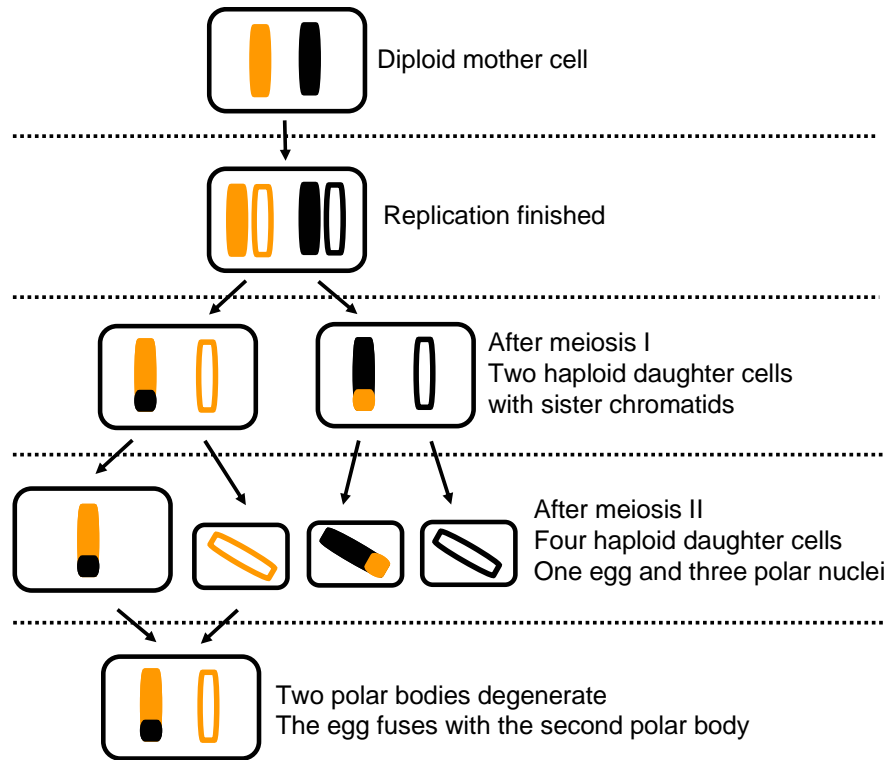 Diploid mother cell
Replication finished
After meiosis I
Two haploid daughter cells
with sister chromatids
After meiosis II
Four haploid daughter cells
One egg and three polar nuclei
Two polar bodies degenerate
The egg fuses with the second polar body